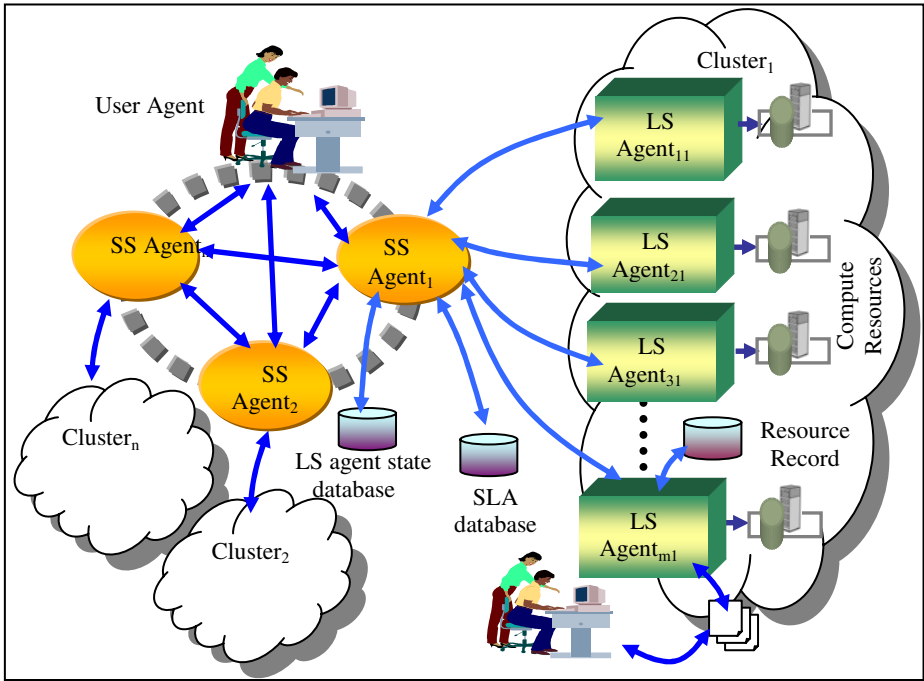 User Agent
Cluster₁
LS
Agent₁₁
SS Agentₙ
SS
Agent₁
LS
Agent₂₁
Compute
Resources
LS
Agent₃₁
SS
Agent₂
Clusterₙ
LS agent state
database
SLA
database
Resource
Record
Cluster₂
LS
Agentₘ₁